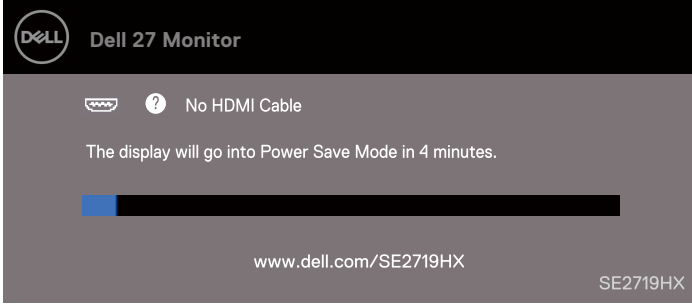 DELL
Dell 27 Monitor
? No HDMI Cable
The display will go into Power Save Mode in 4 minutes.
www.dell.com/SE2719HX
SE2719HX